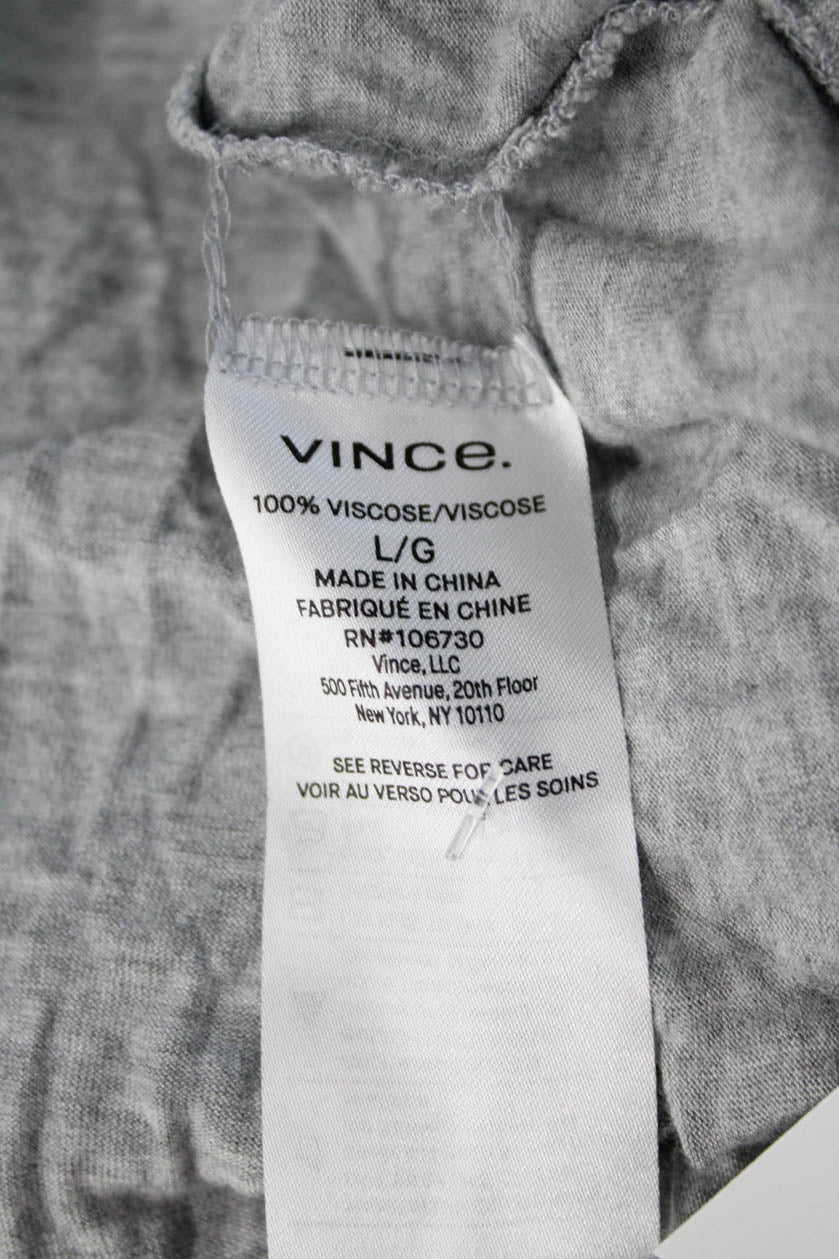 VINCe.
100% VISCOSE/VISCOSE
L/G
MADE IN CHINA
FABRIQUÉ EN CHINE
RN#106730
Vince, LLC
500 Fifth Avenue, 20th Floor
New York, NY 10110
SEE REVERSE FOR CARE
VOIR AU VERSO POUR LES SOINS